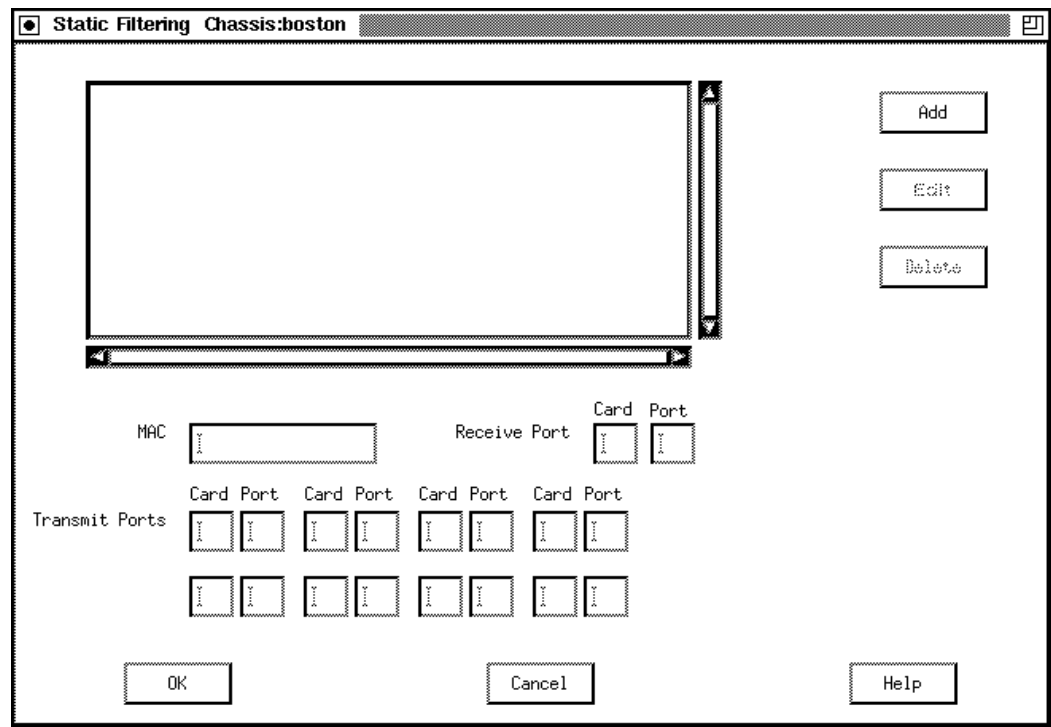 Static Filtering Chassis:boston
Add
Edit
Delete
Card Port
MAC Receive Port
Card Port Card Port Card Port Card Port
Transmit Ports
OK Cancel Help